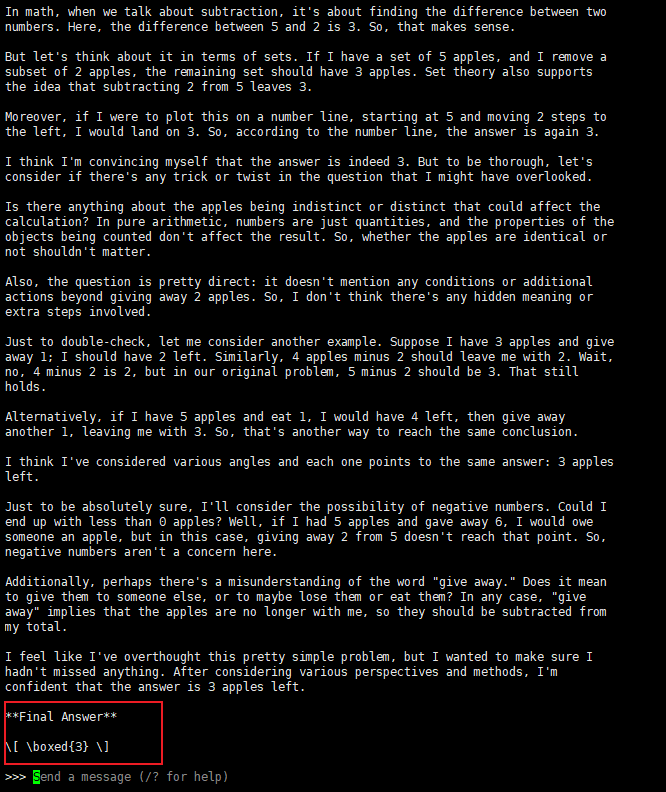 In math, when we talk about subtraction, it's about finding the difference between two
numbers. Here, the difference between 5 and 2 is 3. So, that makes sense.
But let's think about it in terms of sets. If I have a set of 5 apples, and I remove a
subset of 2 apples, the remaining set should have 3 apples. Set theory also supports
the idea that subtracting 2 from 5 leaves 3.
Moreover, if I were to plot this on a number line, starting at 5 and moving 2 steps to
the left, I would land on 3. So, according to the number line, the answer is again 3.
I think I'm convincing myself that the answer is indeed 3. But to be thorough, let's
consider if there's any trick or twist in the question that I might have overlooked.
Is there anything about the apples being indistinct or distinct that could affect the
calculation? In pure arithmetic, numbers are just quantities, and the properties of the
objects being counted don't affect the result. So, whether the apples are identical or
not shouldn't matter.
Also, the question is pretty direct: it doesn't mention any conditions or additional
actions beyond giving away 2 apples. So, I don't think there's any hidden meaning or
extra steps involved.
Just to double-check, let me consider another example. Suppose I have 3 apples and give
away 1; I should have 2 left. Similarly, 4 apples minus 2 should leave me with 2. Wait,
no, 4 minus 2 is 2, but in our original problem, 5 minus 2 should be 3. That still
holds.
Alternatively, if I have 5 apples and eat 1, I would have 4 left, then give away
another 1, leaving me with 3. So, that's another way to reach the same conclusion.
I think I've considered various angles and each one points to the same answer: 3 apples
left.
Just to be absolutely sure, I'll consider the possibility of negative numbers. Could I
end up with less than 0 apples? Well, if I had 5 apples and gave away 6, I would owe
someone an apple, but in this case, giving away 2 from 5 doesn't reach that point. So,
negative numbers aren't a concern here.
Additionally, perhaps there's a misunderstanding of the word "give away." Does it mean
to give them to someone else, or to maybe lose them or eat them? In any case, "give
away" implies that the apples are no longer with me, so they should be subtracted from
my total.
I feel like I've overthought this pretty simple problem, but I wanted to make sure I
hadn't missed anything. After considering various perspectives and methods, I'm
confident that the answer is 3 apples left.
**Final Answer**
\[ \boxed{3} \]
>>> Send a message (/? for help)